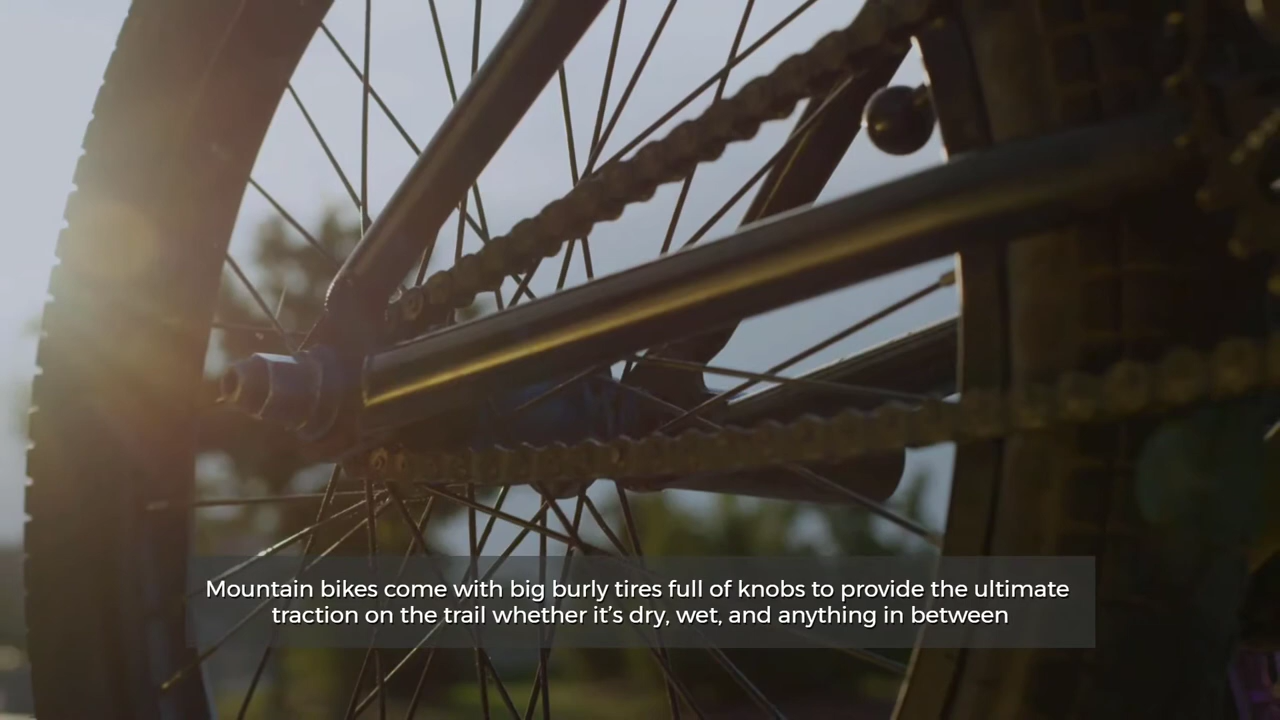 Mountain bikes come with big burly tires full of knobs to provide the ultimate
traction on the trail whether it’s dry, wet, and anything in between